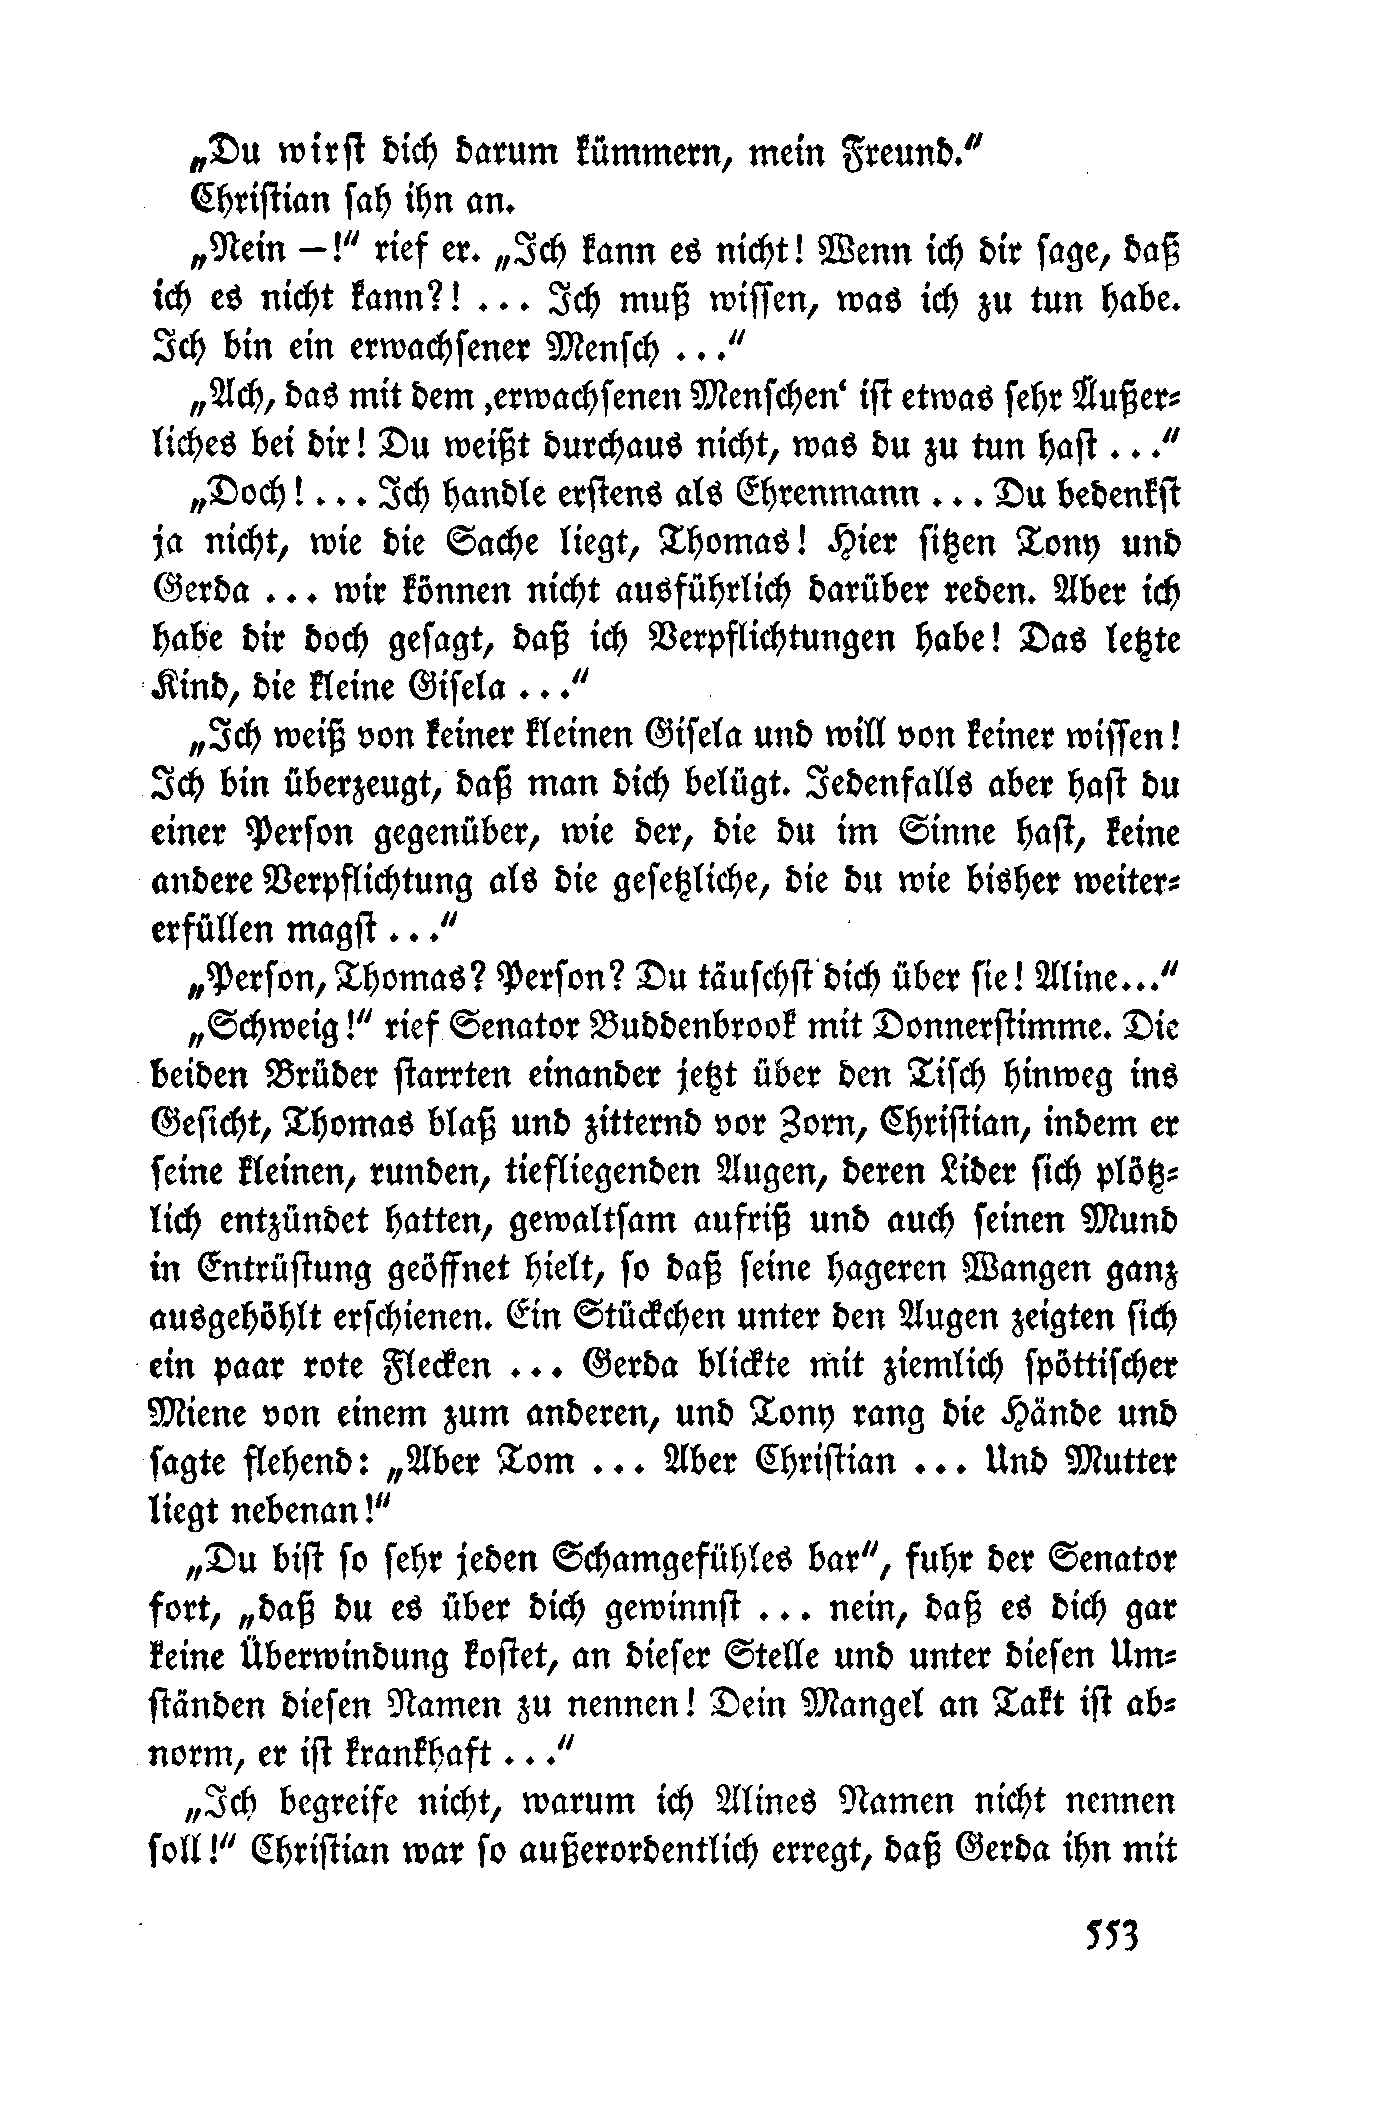 „Du wirst dich darum kümmern, mein Freund.“
Christian sah ihn an.
„Nein —!“ rief er. „Ich kann es nicht! Wenn ich dir sage, daß
ich es nicht kann?! ... Ich muß wissen, was ich zu tun habe.
Ich bin ein erwachsener Mensch ...“
„Ach, das mit dem ‚erwachsenen Menschen‘ ist etwas sehr Äußer-
liches bei dir! Du weißt durchaus nicht, was du zu tun hast ...“
„Doch! ... Ich handle erstens als Ehrenmann ... Du bedenkst
ja nicht, wie die Sache liegt, Thomas! Hier sitzen Tony und
Gerda ... wir können nicht ausführlich darüber reden. Aber ich
habe dir doch gesagt, daß ich Verpflichtungen habe! Das letzte
Kind, die kleine Gisela ...“
„Ich weiß von keiner kleinen Gisela und will von keiner wissen!
Ich bin überzeugt, daß man dich belügt. Jedenfalls aber hast du
einer Person gegenüber, wie der, die du im Sinne hast, keine
andere Verpflichtung als die gesetzliche, die du wie bisher weiter-
erfüllen magst ...“
„Person, Thomas? Person? Du täuschst dich über sie! Aline...“
„Schweig!“ rief Senator Buddenbrook mit Donnerstimme. Die
beiden Brüder starrten einander jetzt über den Tisch hinweg ins
Gesicht, Thomas blaß und zitternd vor Zorn, Christian, indem er
seine kleinen, runden, tiefliegenden Augen, deren Lider sich plötz-
lich entzündet hatten, gewaltsam aufriß und auch seinen Mund
in Entrüstung geöffnet hielt, so daß seine hageren Wangen ganz
ausgehöhlt erschienen. Ein Stückchen unter den Augen zeigten sich
ein paar rote Flecken ... Gerda blickte mit ziemlich spöttischer
Miene von einem zum anderen, und Tony rang die Hände und
sagte flehend: „Aber Tom ... Aber Christian ... Und Mutter
liegt nebenan!“
„Du bist so sehr jeden Schamgefühles bar“, fuhr der Senator
fort, „daß du es über dich gewinnst ... nein, daß es dich gar
keine Überwindung kostet, an dieser Stelle und unter diesen Um-
ständen diesen Namen zu nennen! Dein Mangel an Takt ist ab-
norm, er ist krankhaft ...“
„Ich begreife nicht, warum ich Alines Namen nicht nennen
soll!“ Christian war so außerordentlich erregt, daß Gerda ihn mit
553